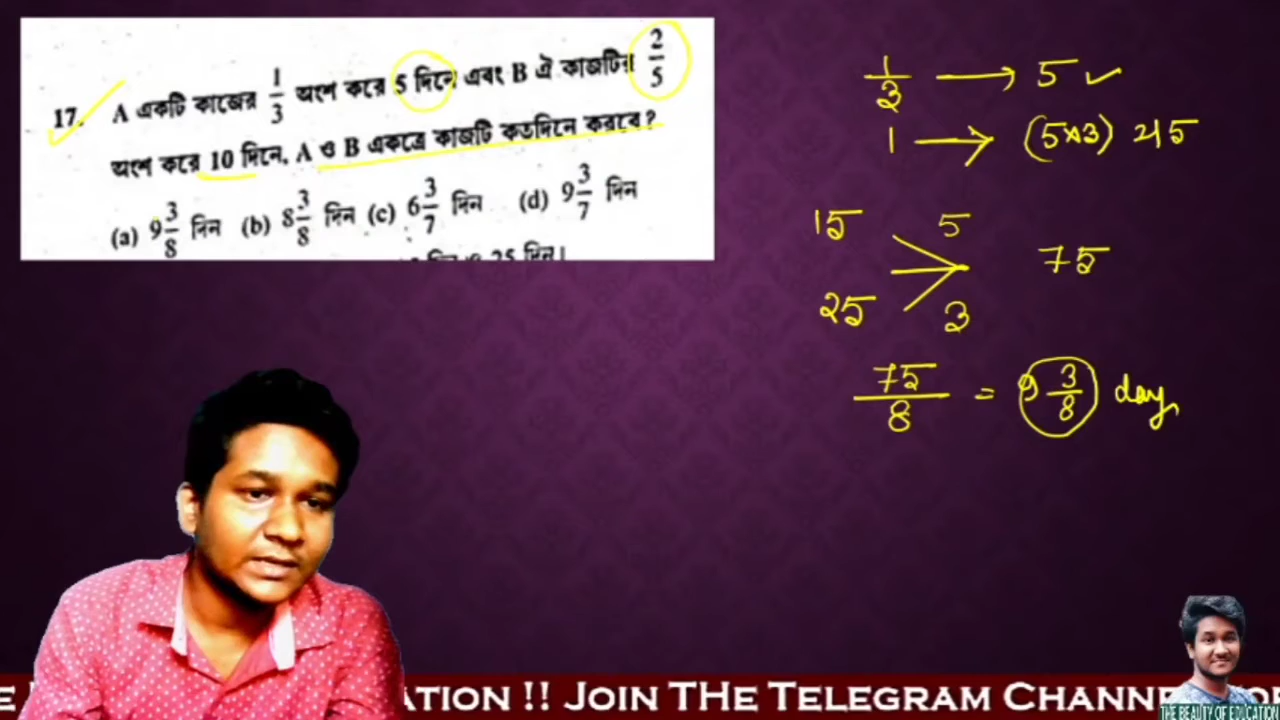 17. A একটি কাজের 1/3 অংশ করে 5 দিনে এবং B ঐ কাজটির 2/5
অংশ করে 10 দিনে, A ও B একত্রে কাজটি কতদিনে করবে?
(a) 9 3/8 দিন (b) 8 3/8 দিন (c) 6 3/7 দিন (d) 9 3/7 দিন
দিন ও 25 দিন।
1/3 → 5 ✓
1 → (5×3) 15
15 5
75
25 3
75/8 = 9 3/8 day
ATION !! JOIN THE TELEGRAM CHANNE
THE BEAUTY OF EDUCATION